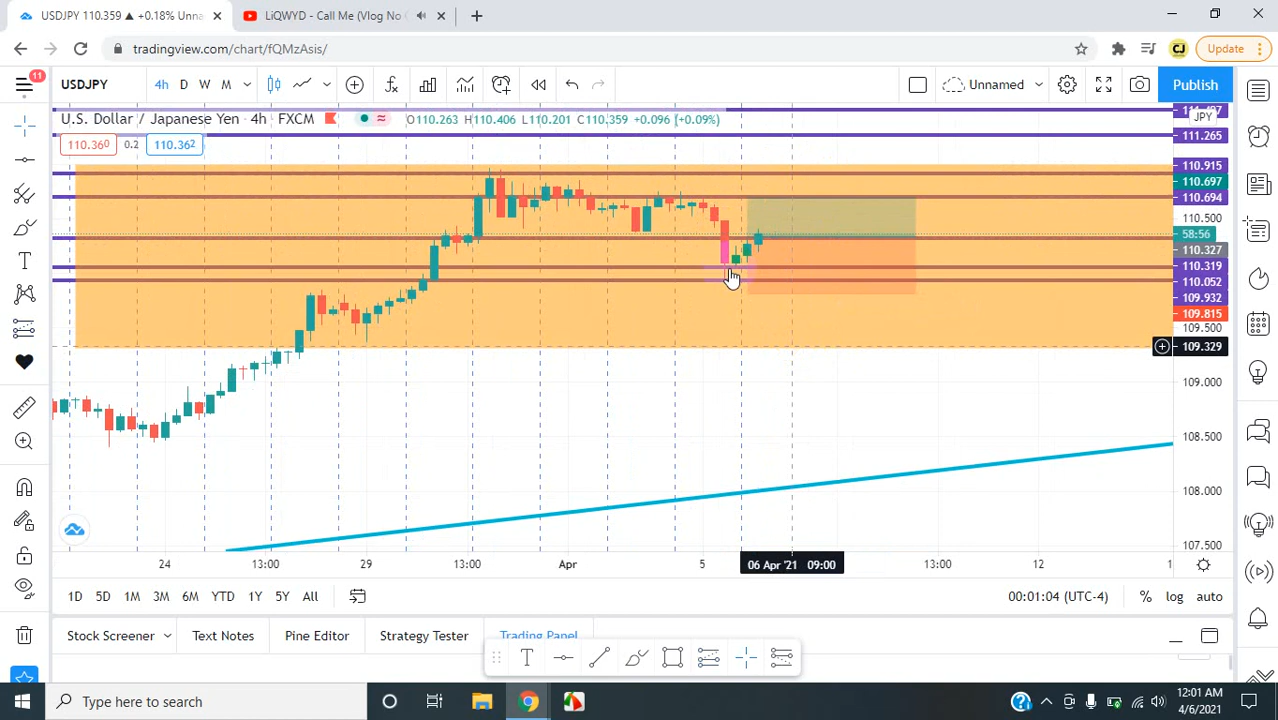 USDJPY 110.359 ▲ +0.18% Unna
LiQWYD - Call Me (Vlog No
tradingview.com/chart/fQMzAsis/
CJ
Update
11
USDJPY
4h D W M
Unnamed
Publish
U.S. Dollar / Japanese Yen · 4h · FXCM
O110.263 H110.406 L110.201 C110.359 +0.096 (+0.09%)
110.360 0.2 110.362
JPY
111.265
110.915
110.697
110.694
110.500
58:56
110.327
110.319
110.052
109.932
109.815
109.500
109.329
109.000
108.500
108.000
107.500
24 13:00 29 13:00 Apr 5 06 Apr '21 09:00 13:00 12
1D 5D 1M 3M 6M YTD 1Y 5Y All
00:01:04 (UTC-4) % log auto
Stock Screener Text Notes Pine Editor Strategy Tester Trading Panel
Type here to search
12:01 AM
4/6/2021